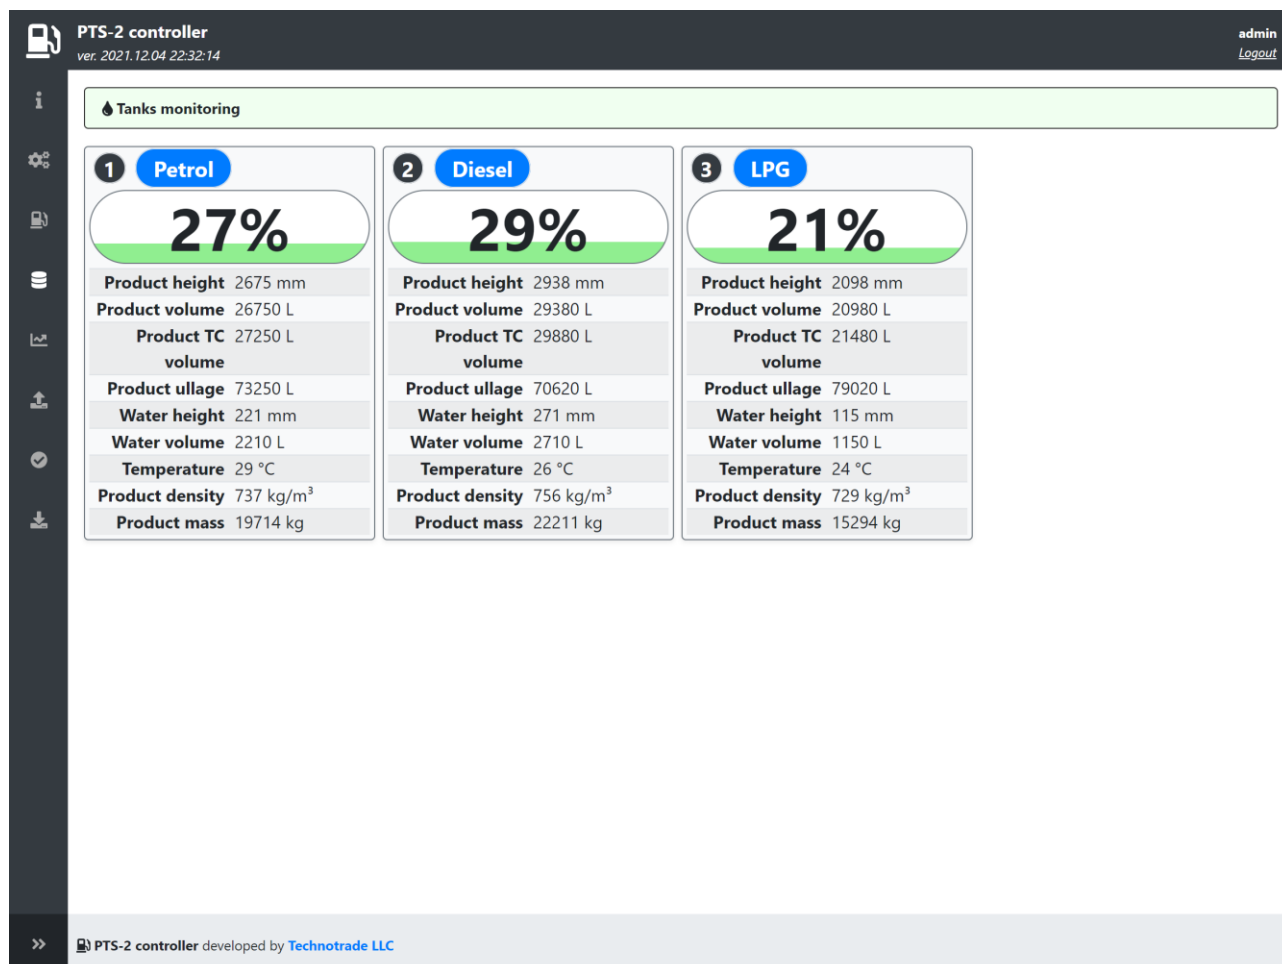 PTS-2 controller
ver. 2021.12.04 22:32:14
admin
Logout
Tanks monitoring
1 Petrol
27%
Product height 2675 mm
Product volume 26750 L
Product TC 27250 L
volume
Product ullage 73250 L
Water height 221 mm
Water volume 2210 L
Temperature 29 °C
Product density 737 kg/m³
Product mass 19714 kg
2 Diesel
29%
Product height 2938 mm
Product volume 29380 L
Product TC 29880 L
volume
Product ullage 70620 L
Water height 271 mm
Water volume 2710 L
Temperature 26 °C
Product density 756 kg/m³
Product mass 22211 kg
3 LPG
21%
Product height 2098 mm
Product volume 20980 L
Product TC 21480 L
volume
Product ullage 79020 L
Water height 115 mm
Water volume 1150 L
Temperature 24 °C
Product density 729 kg/m³
Product mass 15294 kg
PTS-2 controller developed by Technotrade LLC